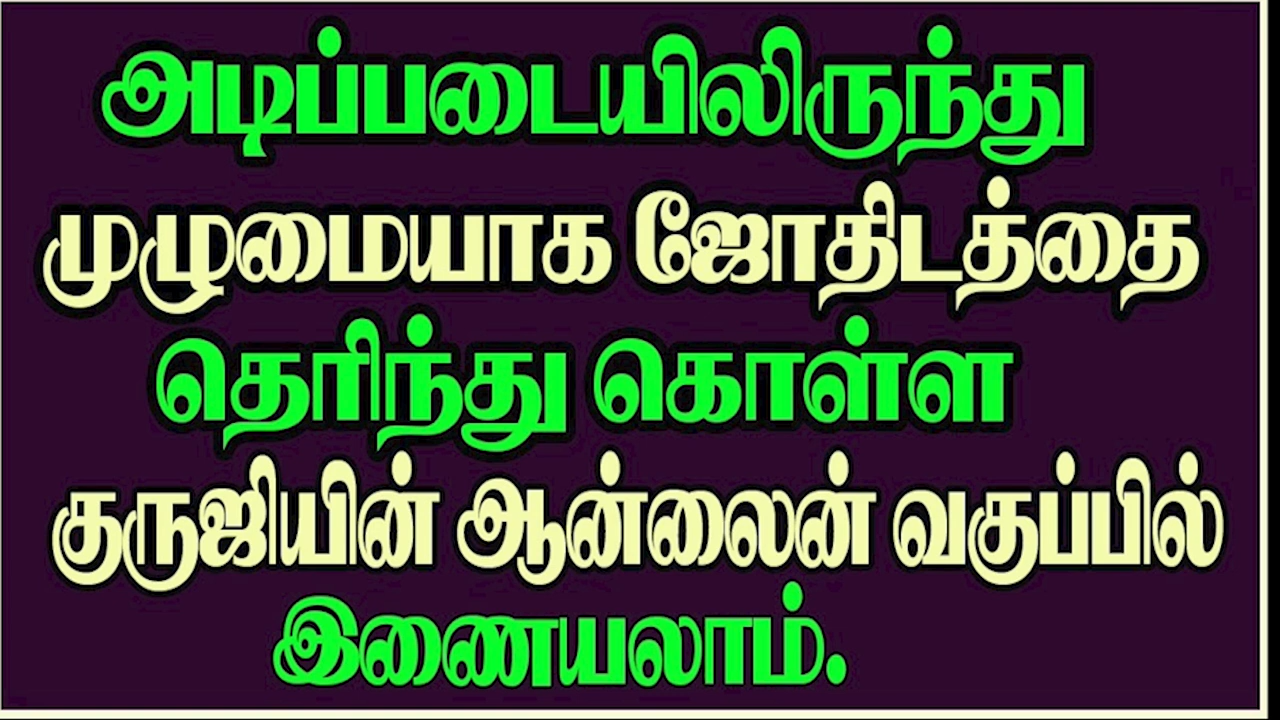 அடிப்படையிலிருந்து
முழுமையாக ஜோதிடத்தை
தெரிந்து கொள்ள
குருஜியின் ஆன்லைன் வகுப்பில்
இணையலாம்.